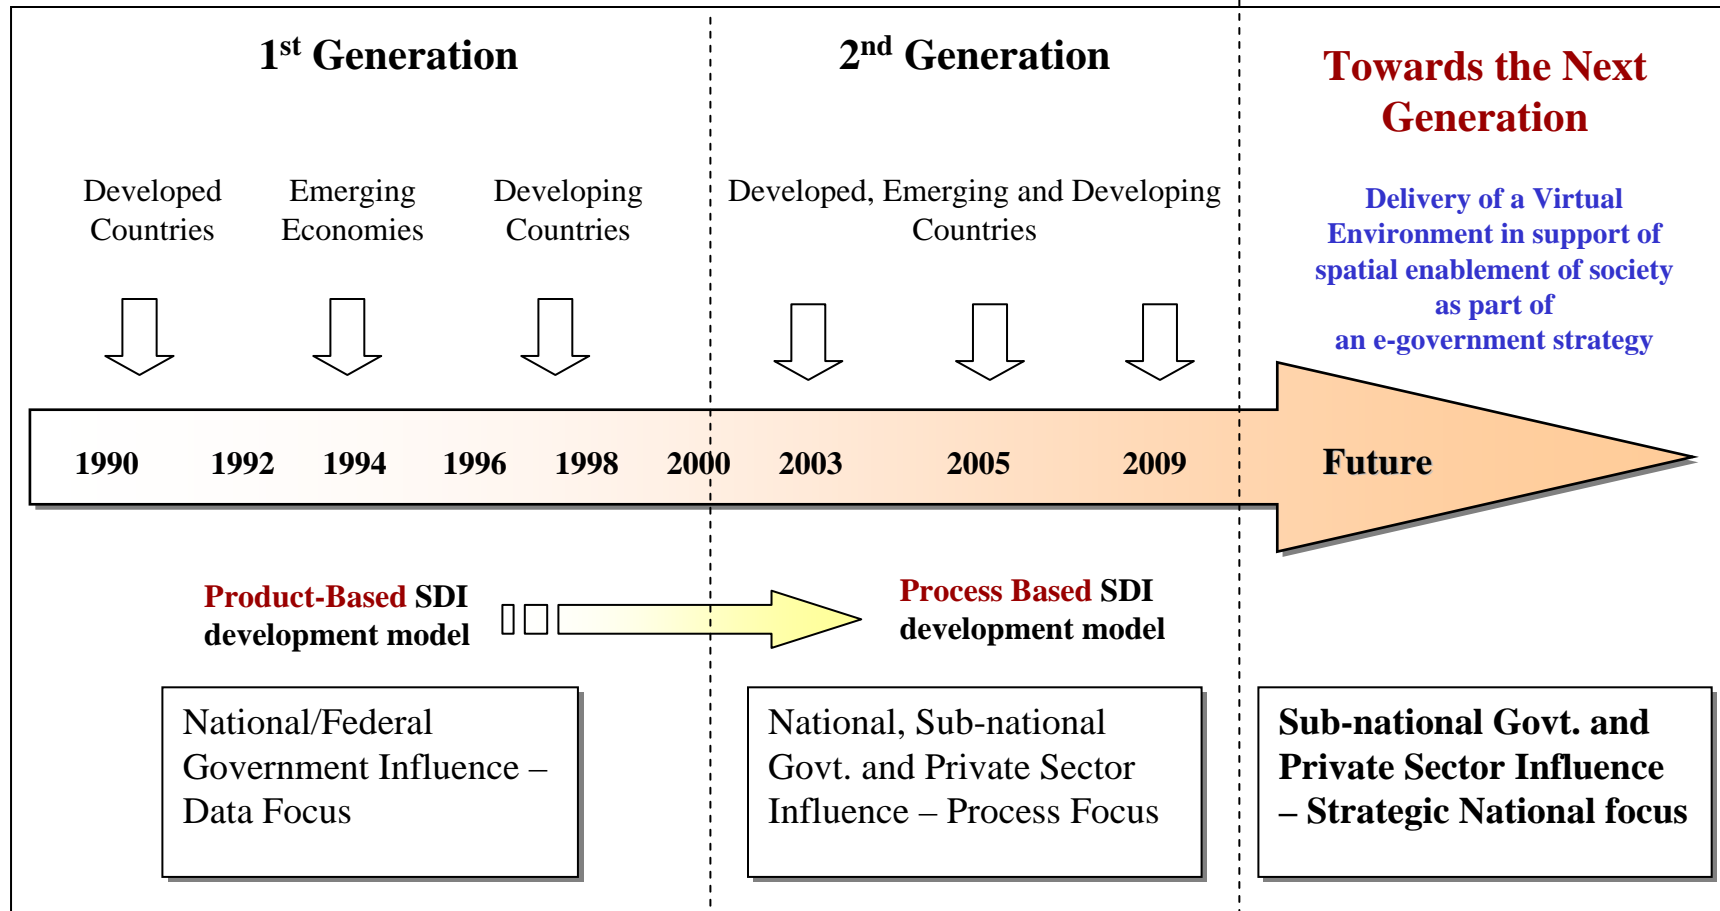 1st Generation
2nd Generation
Towards the Next
Generation
Developed
Countries
Emerging
Economies
Developing
Countries
Developed, Emerging and Developing
Countries
Delivery of a Virtual
Environment in support of
spatial enablement of society
as part of
an e-government strategy
1990 1992 1994 1996 1998 2000 2003 2005 2009 Future
Product-Based SDI
development model
Process Based SDI
development model
National/Federal
Government Influence –
Data Focus
National, Sub-national
Govt. and Private Sector
Influence – Process Focus
Sub-national Govt. and
Private Sector Influence
– Strategic National focus